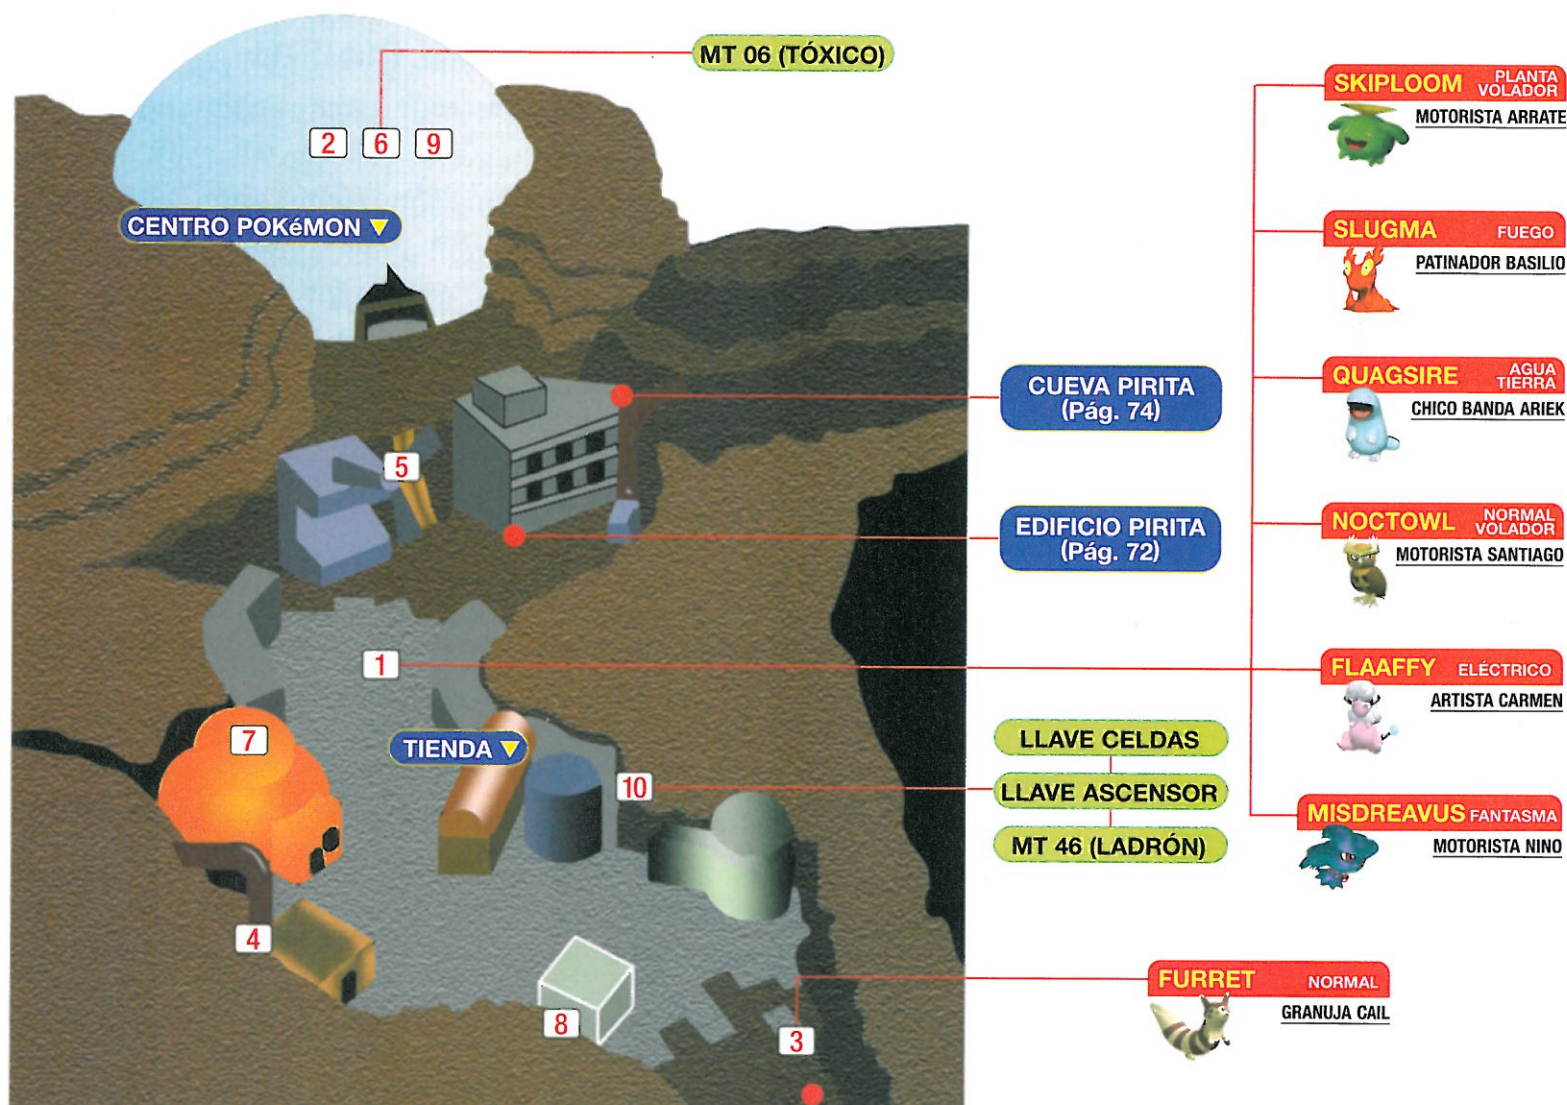 MT 06 (TÓXICO)
2 6 9
CENTRO POKéMON
5
CUEVA PIRITA
(Pág. 74)
EDIFICIO PIRITA
(Pág. 72)
1
7
TIENDA
10
LLAVE CELDAS
LLAVE ASCENSOR
MT 46 (LADRÓN)
4
8
3
SKIPLOOM PLANTA
VOLADOR
MOTORISTA ARRATE
SLUGMA FUEGO
PATINADOR BASILIO
QUAGSIRE AGUA
TIERRA
CHICO BANDA ARIEK
NOCTOWL NORMAL
VOLADOR
MOTORISTA SANTIAGO
FLAAFFY ELÉCTRICO
ARTISTA CARMEN
MISDREAVUS FANTASMA
MOTORISTA NINO
FURRET NORMAL
GRANUJA CAIL